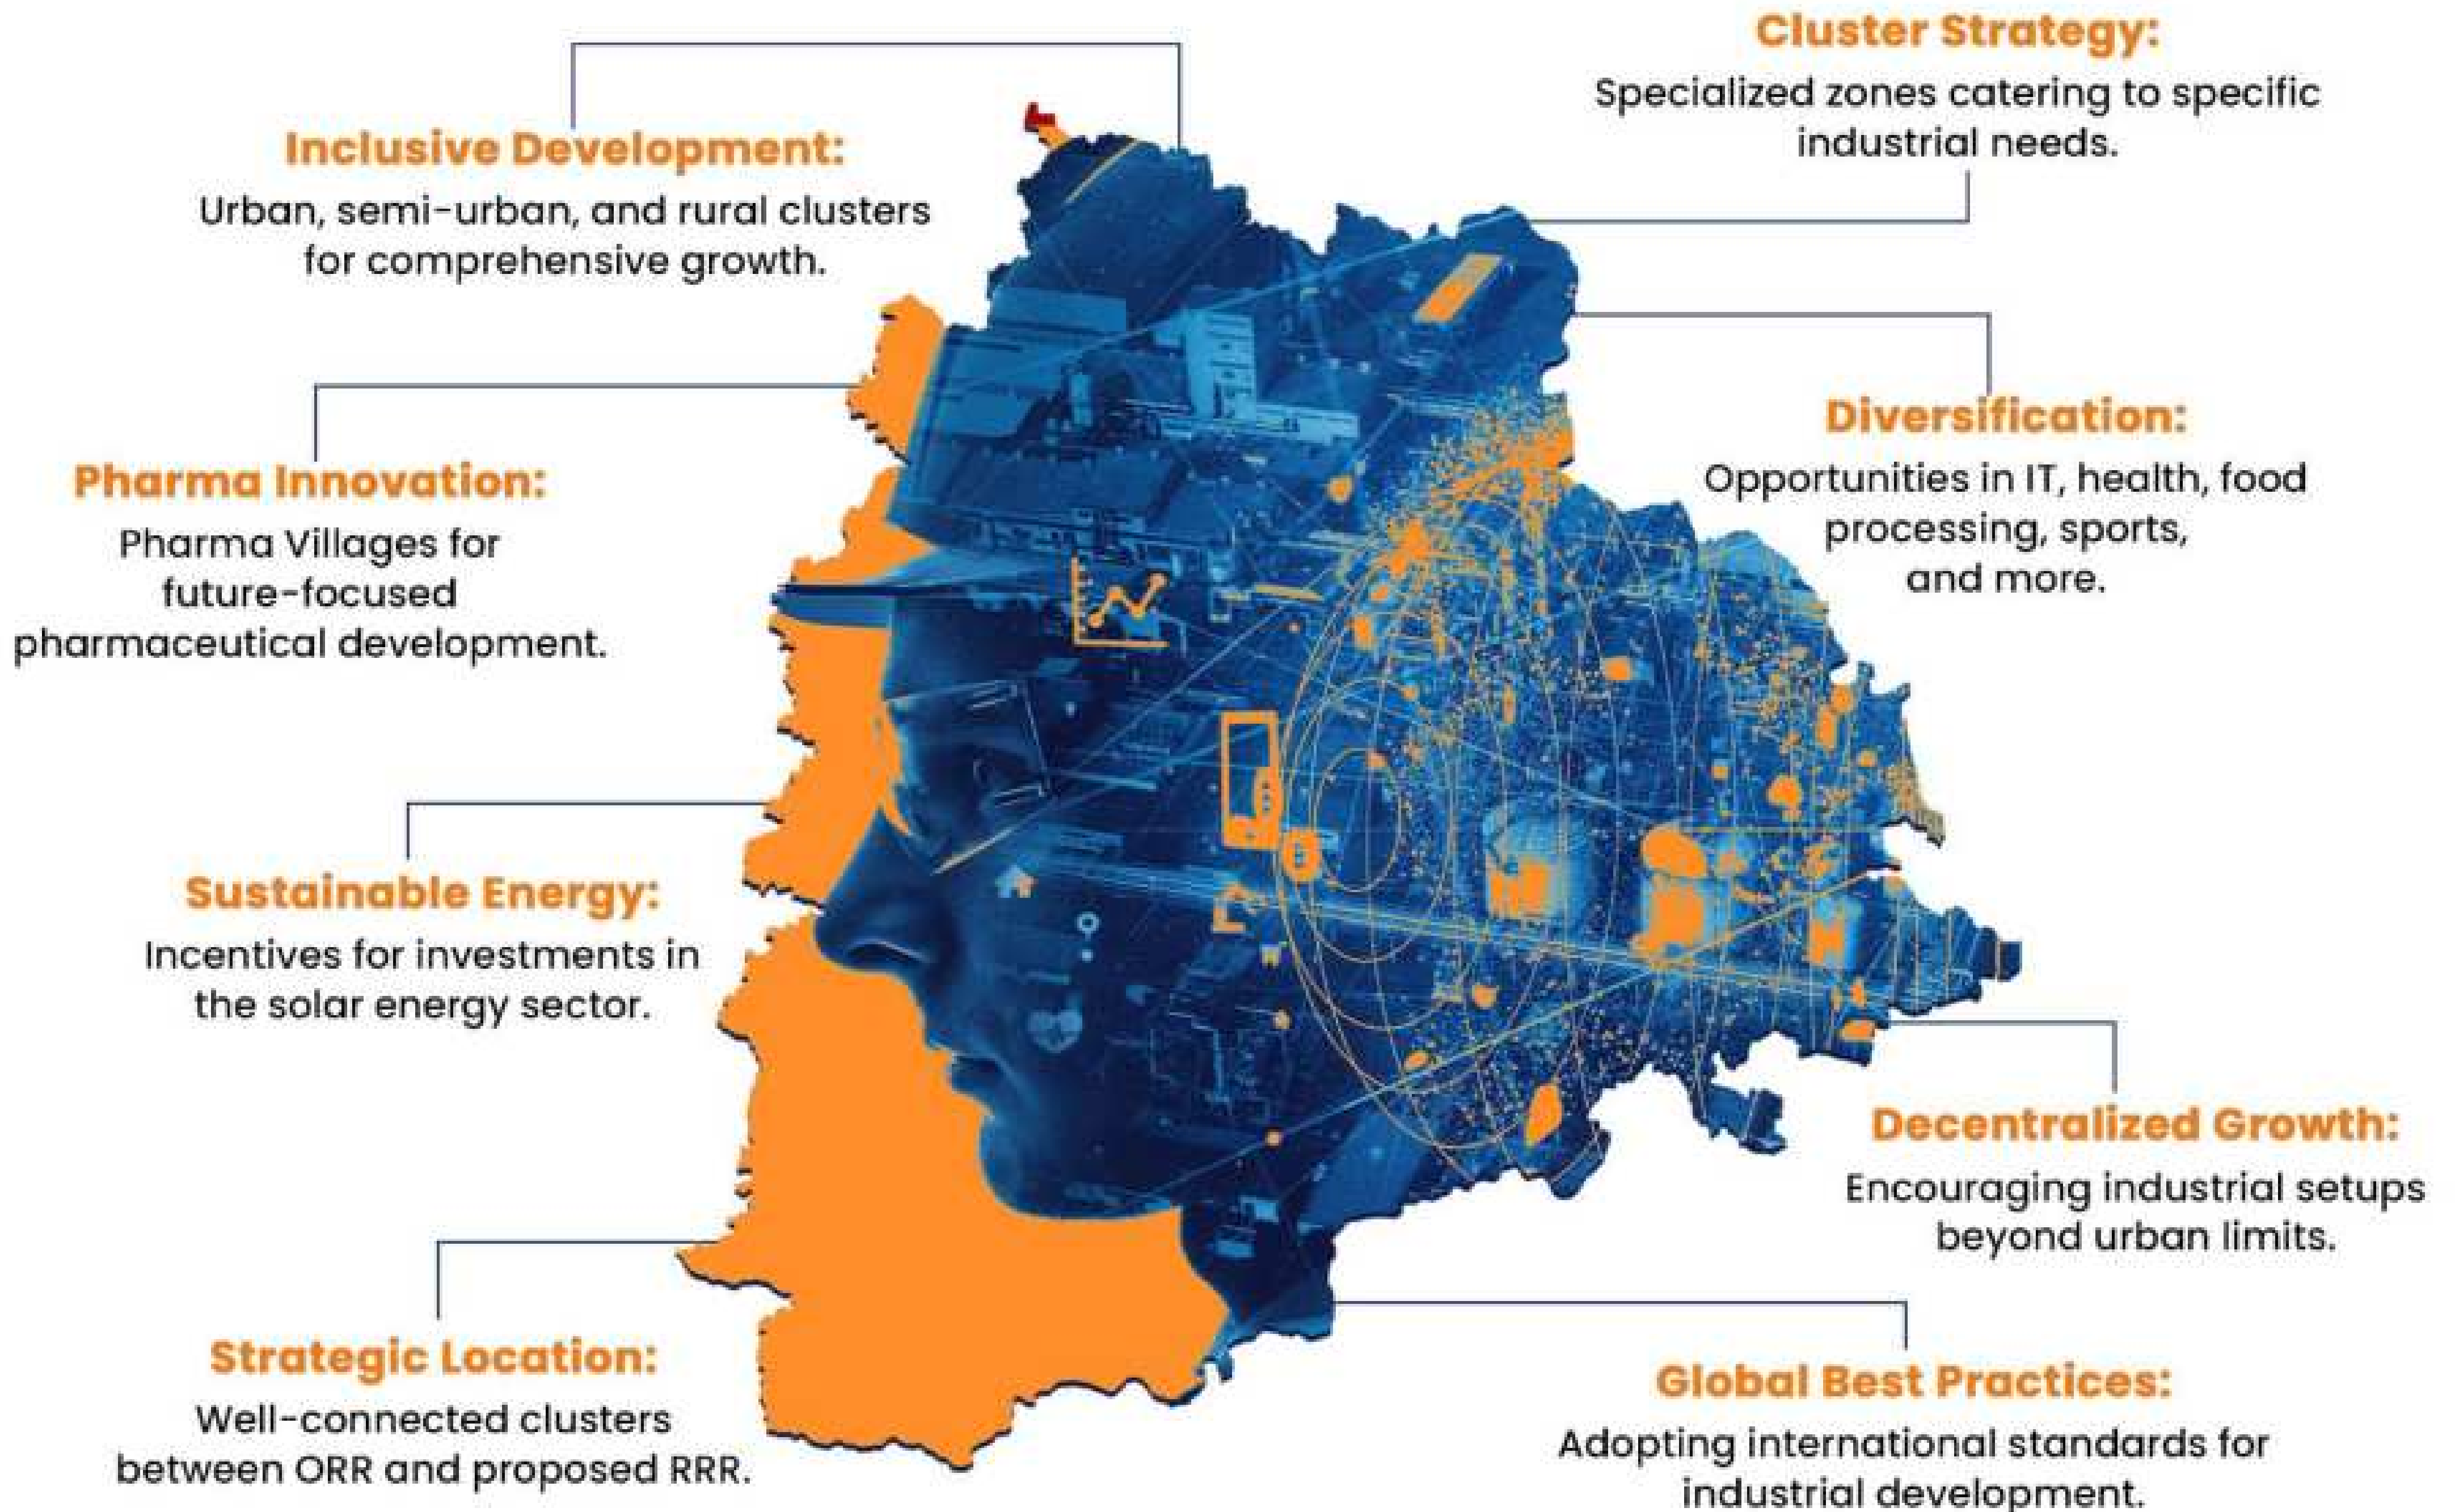 Inclusive Development:
Urban, semi-urban, and rural clusters
for comprehensive growth.
Pharma Innovation:
Pharma Villages for
future-focused
pharmaceutical development.
Sustainable Energy:
Incentives for investments in
the solar energy sector.
Strategic Location:
Well-connected clusters
between ORR and proposed RRR.
Cluster Strategy:
Specialized zones catering to specific
industrial needs.
Diversification:
Opportunities in IT, health, food
processing, sports,
and more.
Decentralized Growth:
Encouraging industrial setups
beyond urban limits.
Global Best Practices:
Adopting international standards for
industrial development.